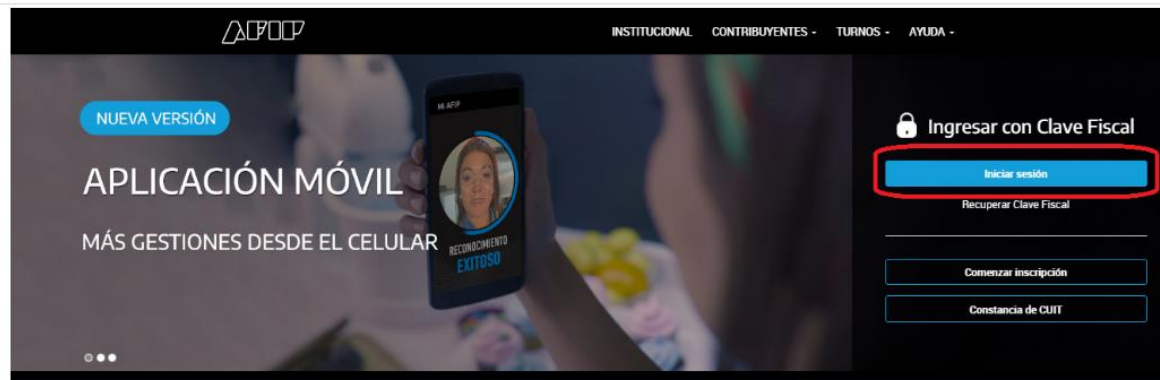 AFIP
INSTITUCIONAL CONTRIBUYENTES TURNOS AYUDA
NUEVA VERSIÓN
APLICACIÓN MÓVIL
MÁS GESTIONES DESDE EL CELULAR
MI AFIP
RECONOCIMIENTO
EXITOSO
Ingresar con Clave Fiscal
Iniciar sesión
Recuperar Clave Fiscal
Comenzar inscripción
Constancia de CUIT